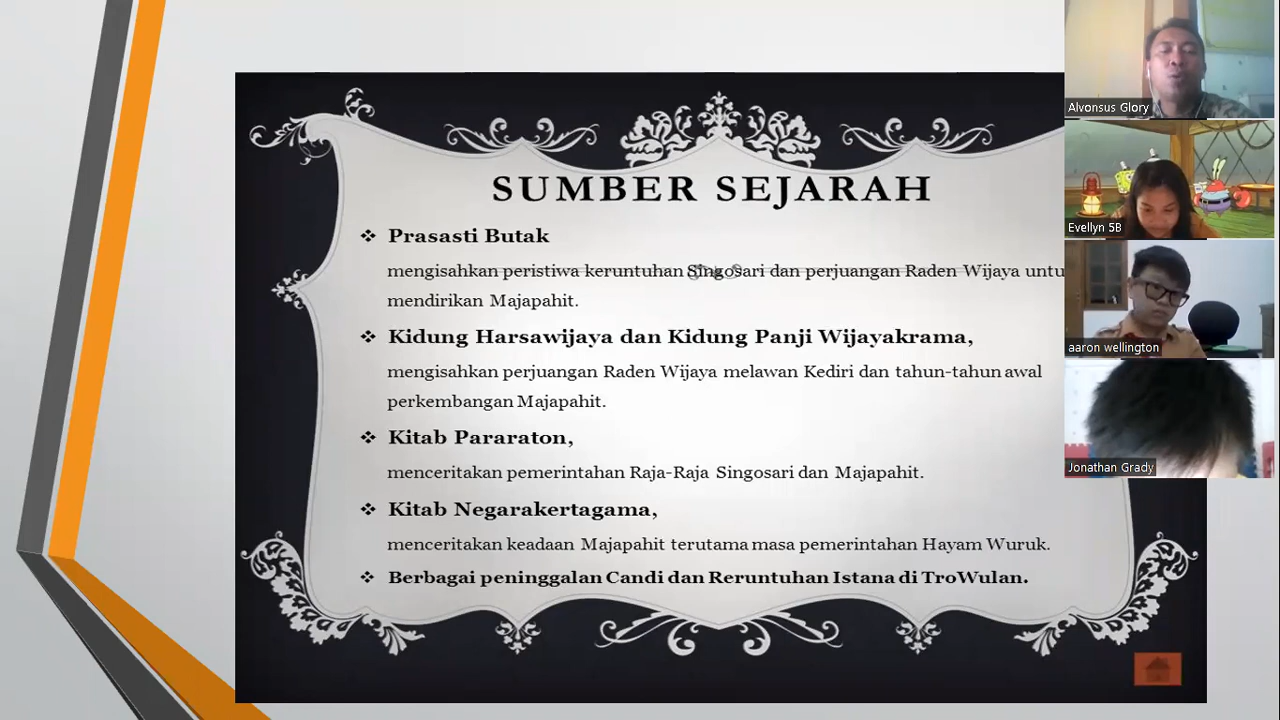 SUMBER SEJARAH
❖ Prasasti Butak
mengisahkan peristiwa keruntuhan Singosari dan perjuangan Raden Wijaya untu
mendirikan Majapahit.
❖ Kidung Harsawijaya dan Kidung Panji Wijayakrama,
mengisahkan perjuangan Raden Wijaya melawan Kediri dan tahun-tahun awal
perkembangan Majapahit.
❖ Kitab Pararaton,
menceritakan pemerintahan Raja-Raja Singosari dan Majapahit.
❖ Kitab Negarakertagama,
menceritakan keadaan Majapahit terutama masa pemerintahan Hayam Wuruk.
❖ Berbagai peninggalan Candi dan Reruntuhan Istana di TroWulan.
Alvonsus Glory
Evellyn 5B
aaron wellington
Jonathan Grady